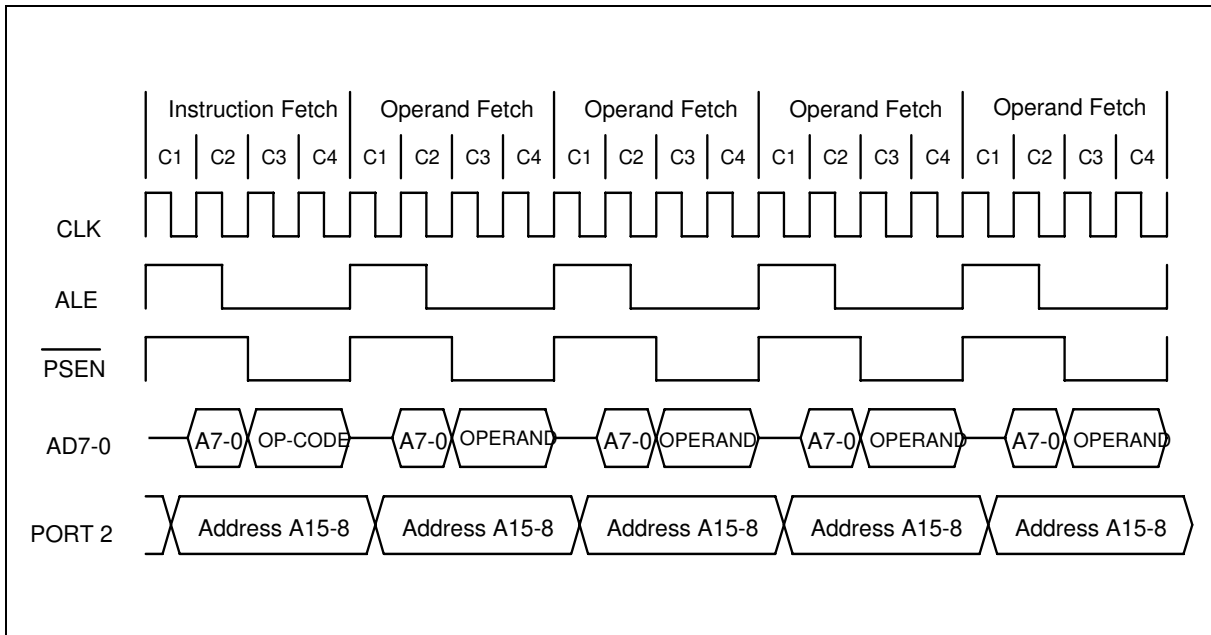 Instruction Fetch Operand Fetch Operand Fetch Operand Fetch Operand Fetch
C1 C2 C3 C4 C1 C2 C3 C4 C1 C2 C3 C4 C1 C2 C3 C4 C1 C2 C3 C4
CLK
ALE
PSEN
AD7-0 A7-0 OP-CODE A7-0 OPERAND A7-0 OPERAND A7-0 OPERAND A7-0 OPERAND
PORT 2 Address A15-8 Address A15-8 Address A15-8 Address A15-8 Address A15-8